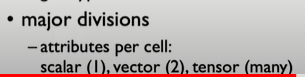 • major divisions
– attributes per cell:
scalar (1), vector (2), tensor (many)